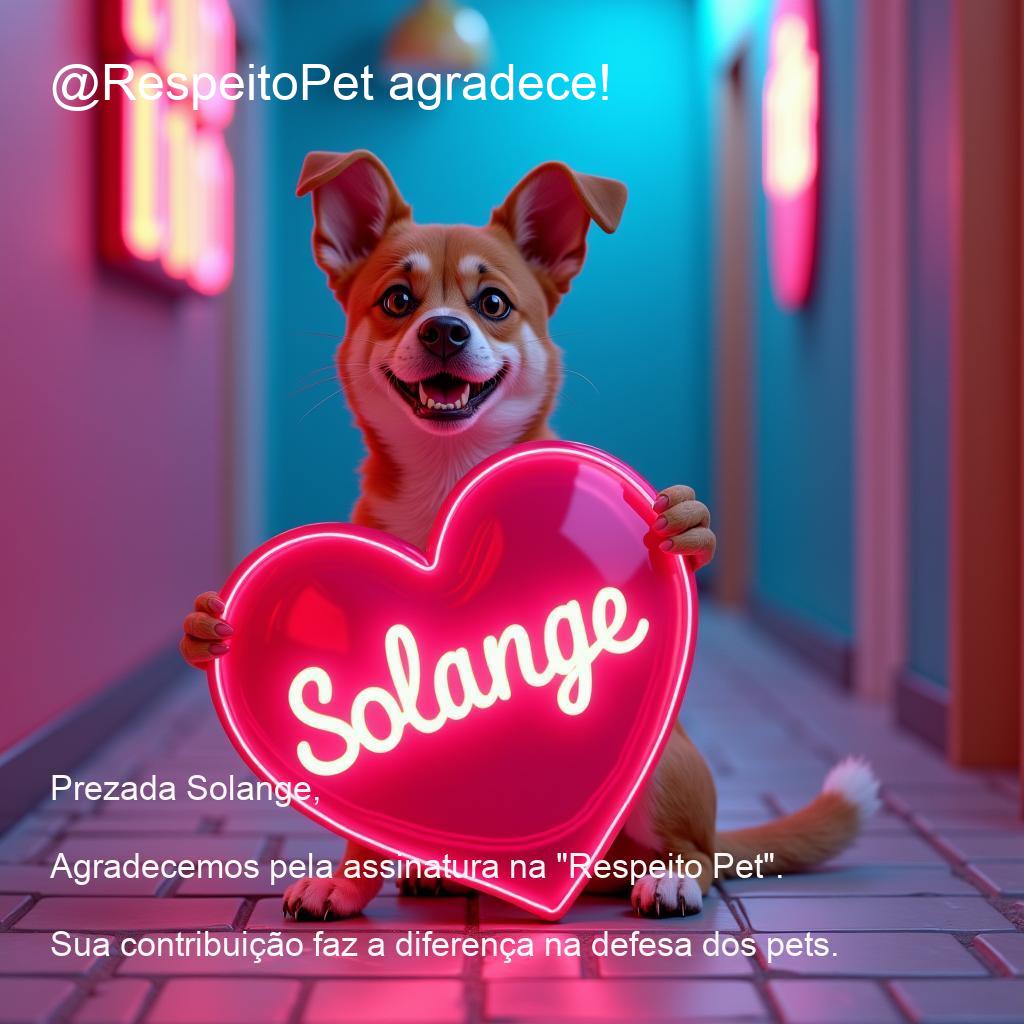 @RespeitoPet agradece!
Solange
Prezada Solange,
Agradecemos pela assinatura na "Respeito Pet".
Sua contribuição faz a diferença na defesa dos pets.